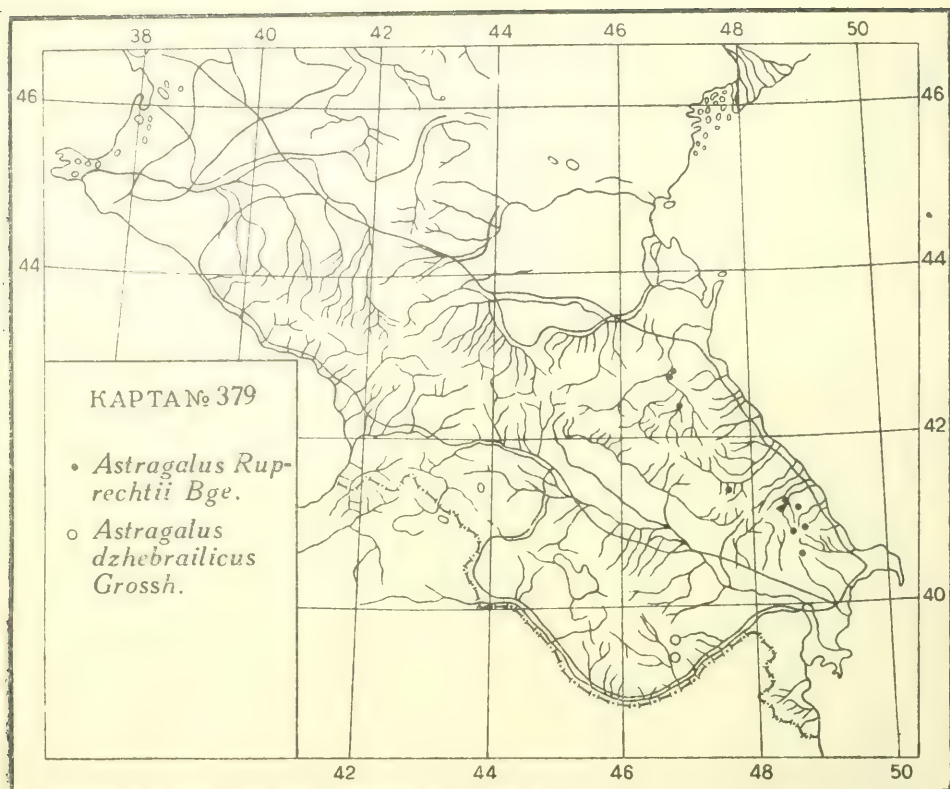 38 40 42 44 46 48 50
46 46
44 44
КАРТА № 379
42
• Astragalus Rup-
rechtii Bge.
○ Astragalus
dzhebrailicus
Grossh.
40
42 44 46 48 50